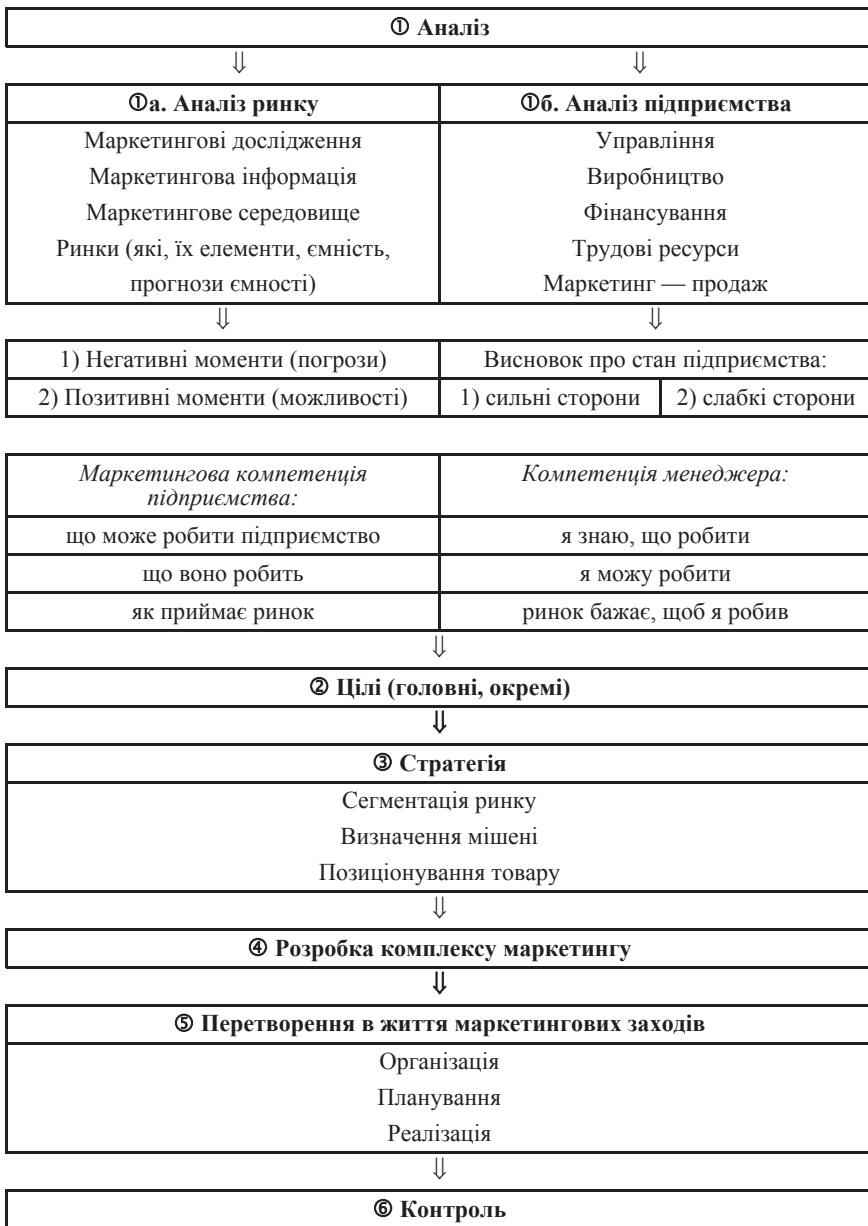 ① Аналіз
⇓ ⇓
①а. Аналіз ринку
Маркетингові дослідження
Маркетингова інформація
Маркетингове середовище
Ринки (які, їх елементи, ємність,
прогнози ємності)
①б. Аналіз підприємства
Управління
Виробництво
Фінансування
Трудові ресурси
Маркетинг — продаж
⇓ ⇓
1) Негативні моменти (погрози)
2) Позитивні моменти (можливості)
Висновок про стан підприємства:
1) сильні сторони
2) слабкі сторони
Маркетингова компетенція
підприємства:
Компетенція менеджера:
що може робити підприємство
я знаю, що робити
що воно робить
я можу робити
як приймає ринок
ринок бажає, щоб я робив
⇓
② Цілі (головні, окремі)
⇓
③ Стратегія
Сегментація ринку
Визначення мішені
Позиціонування товару
⇓
④ Розробка комплексу маркетингу
⇓
⑤ Перетворення в життя маркетингових заходів
Організація
Планування
Реалізація
⇓
⑥ Контроль